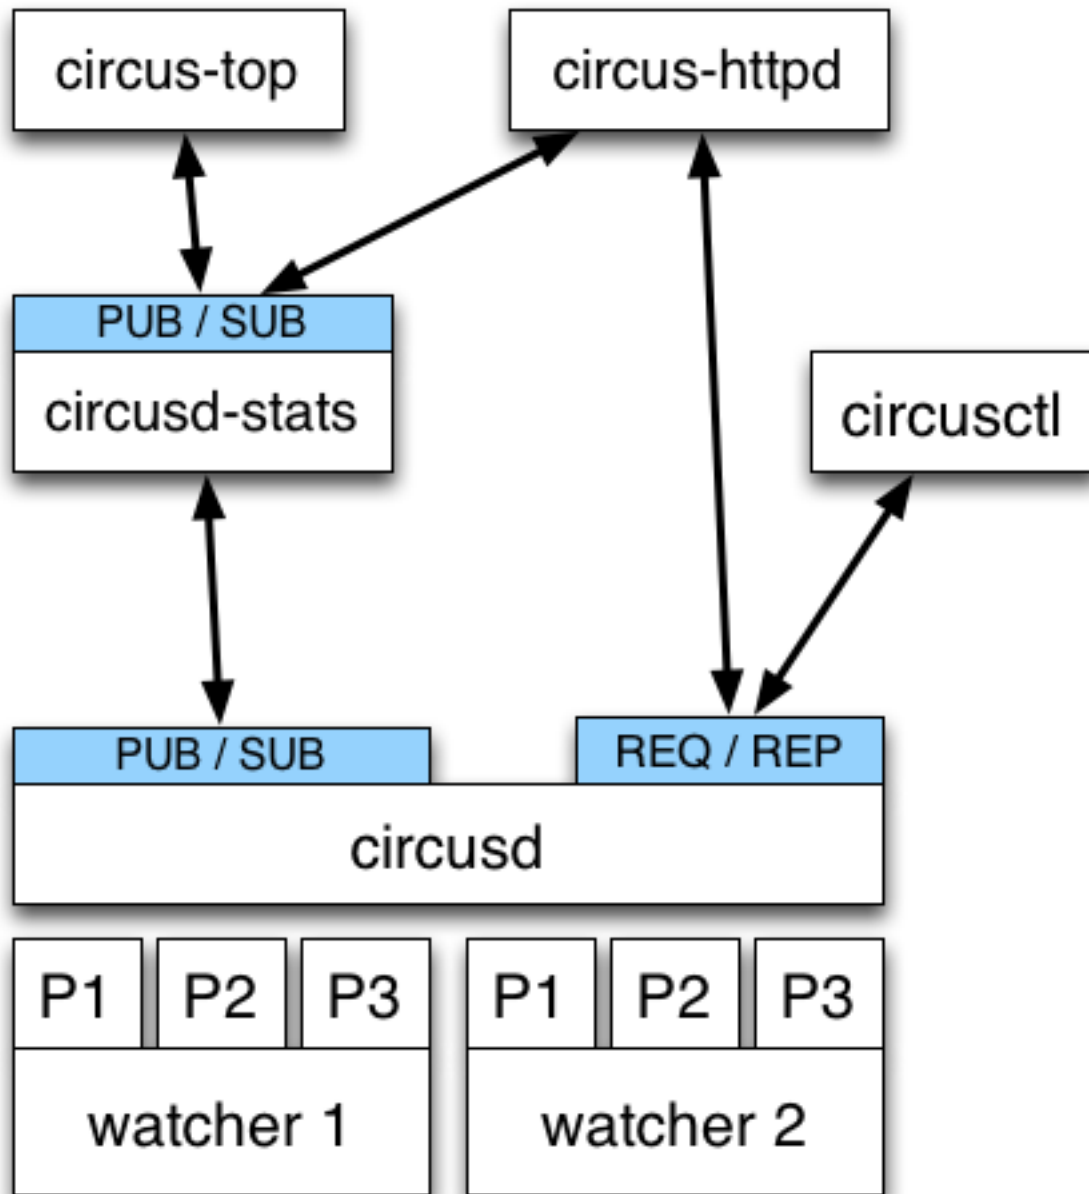 circus-top
circus-httpd
PUB / SUB
circusd-stats
circusctl
PUB / SUB
REQ / REP
circusd
P1 P2 P3 P1 P2 P3
watcher 1 watcher 2